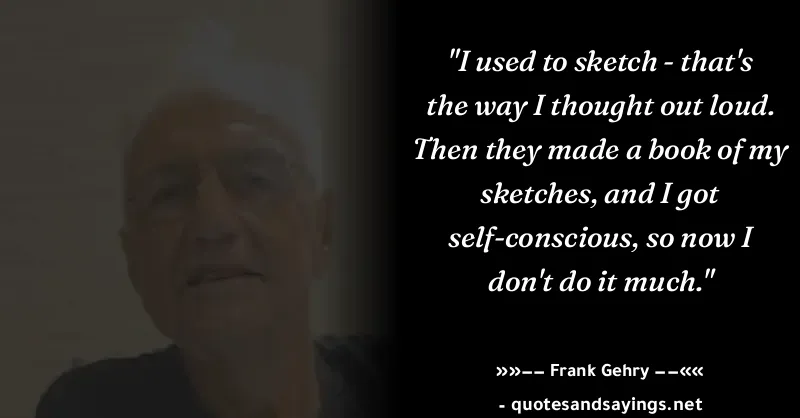 "I used to sketch - that's
the way I thought out loud.
Then they made a book of my
sketches, and I got
self-conscious, so now I
don't do it much."
»»-- Frank Gehry --««
- quotesandsayings.net